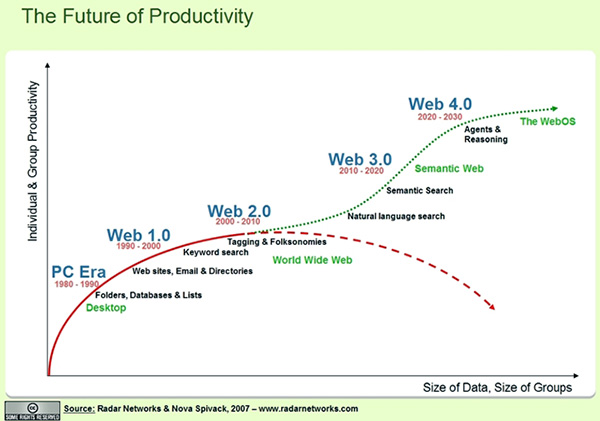 The Future of Productivity
Individual & Group Productivity
Web 4.0
2020 - 2030
The WebOS
Agents &
Reasoning
Web 3.0
2010 - 2020
Semantic Web
Semantic Search
Natural language search
Web 2.0
2000 - 2010
Web 1.0
1990 - 2000
Tagging & Folksonomies
Keyword search
World Wide Web
PC Era
1980 - 1990
Web sites, Email & Directories
Folders, Databases & Lists
Desktop
Size of Data, Size of Groups
cc
SOME RIGHTS RESERVED
Source: Radar Networks & Nova Spivack, 2007 – www.radarnetworks.com